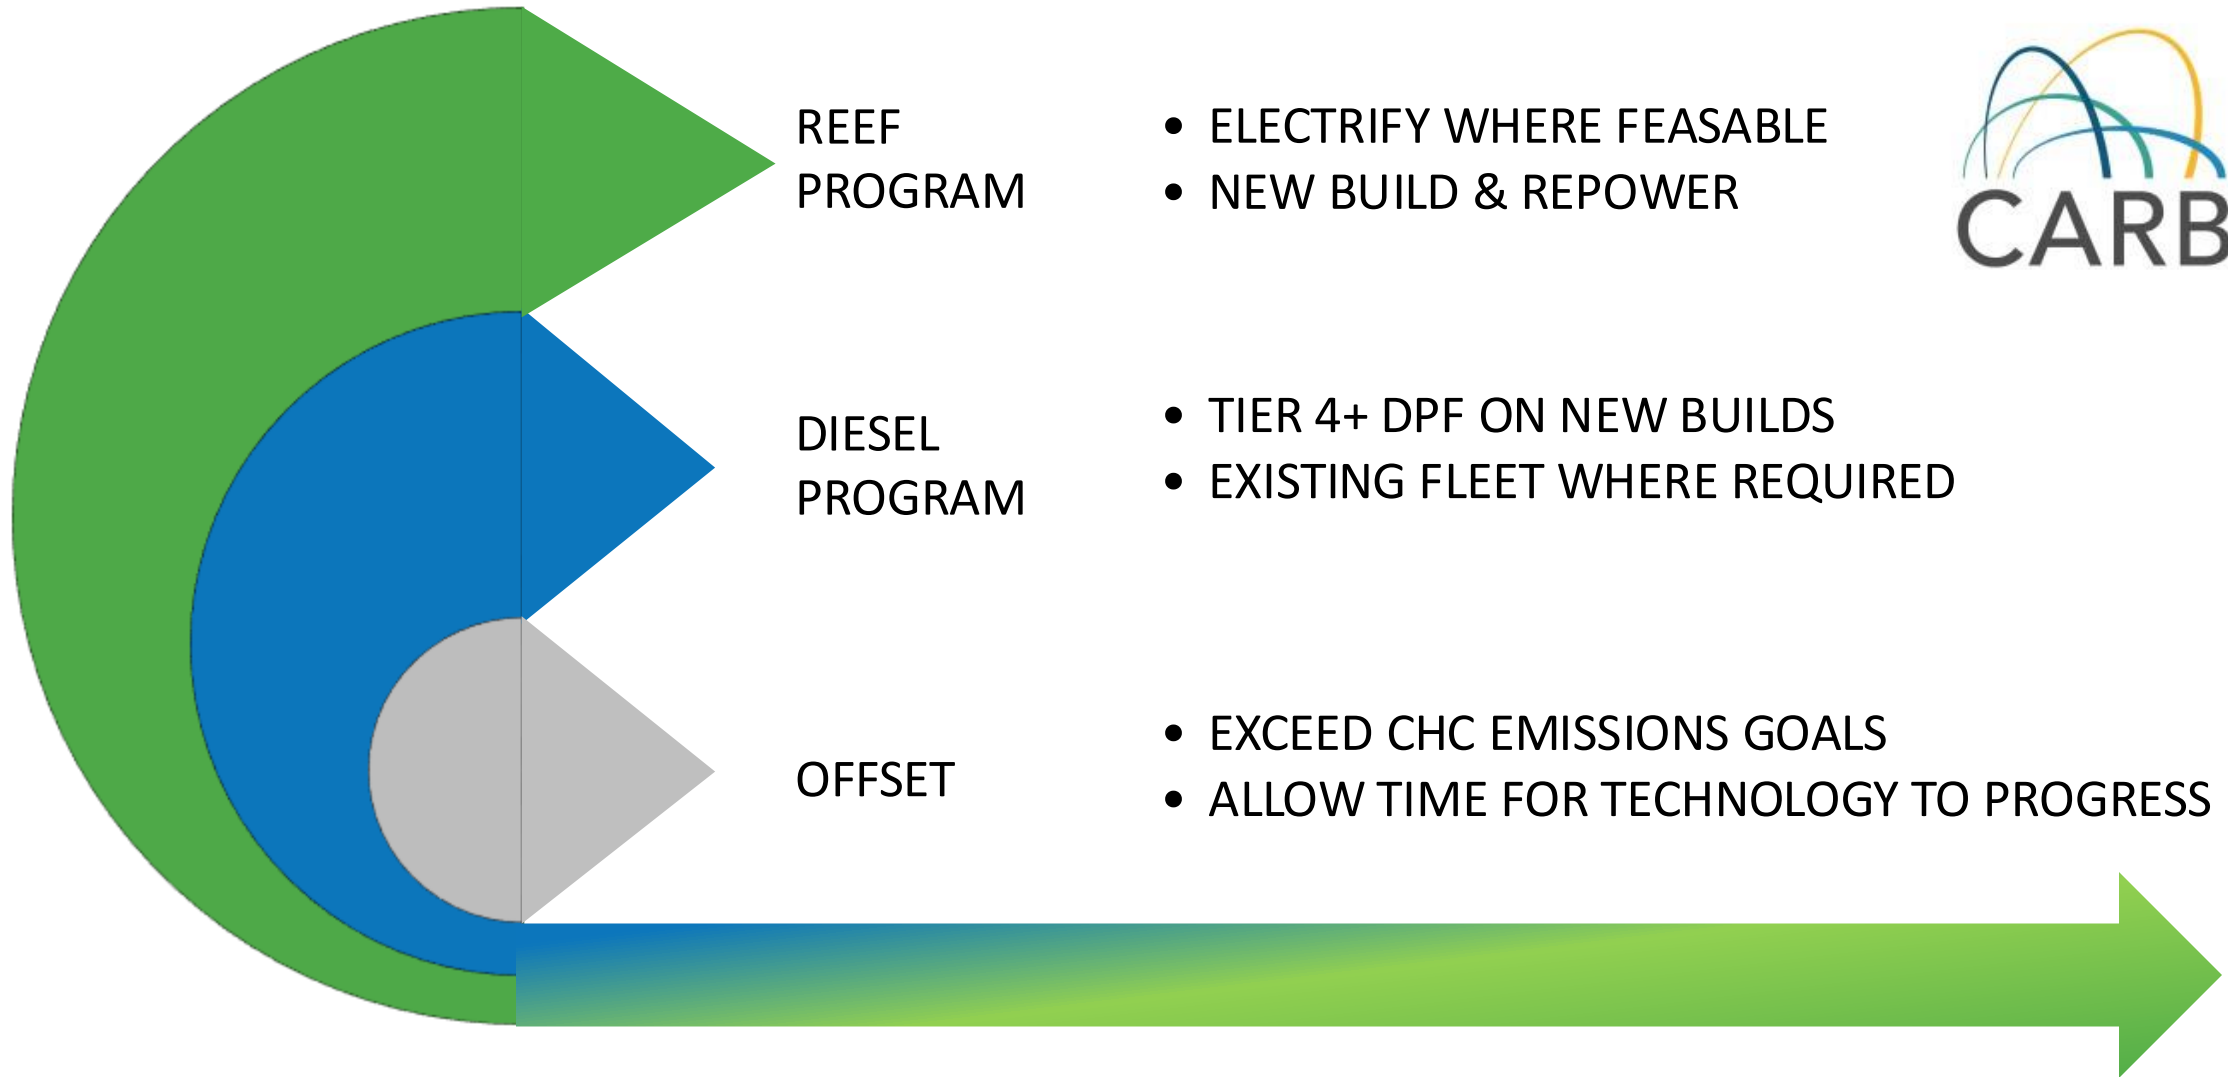 REEF
PROGRAM
• ELECTRIFY WHERE FEASABLE
• NEW BUILD & REPOWER
CARB
DIESEL
PROGRAM
• TIER 4+ DPF ON NEW BUILDS
• EXISTING FLEET WHERE REQUIRED
OFFSET
• EXCEED CHC EMISSIONS GOALS
• ALLOW TIME FOR TECHNOLOGY TO PROGRESS